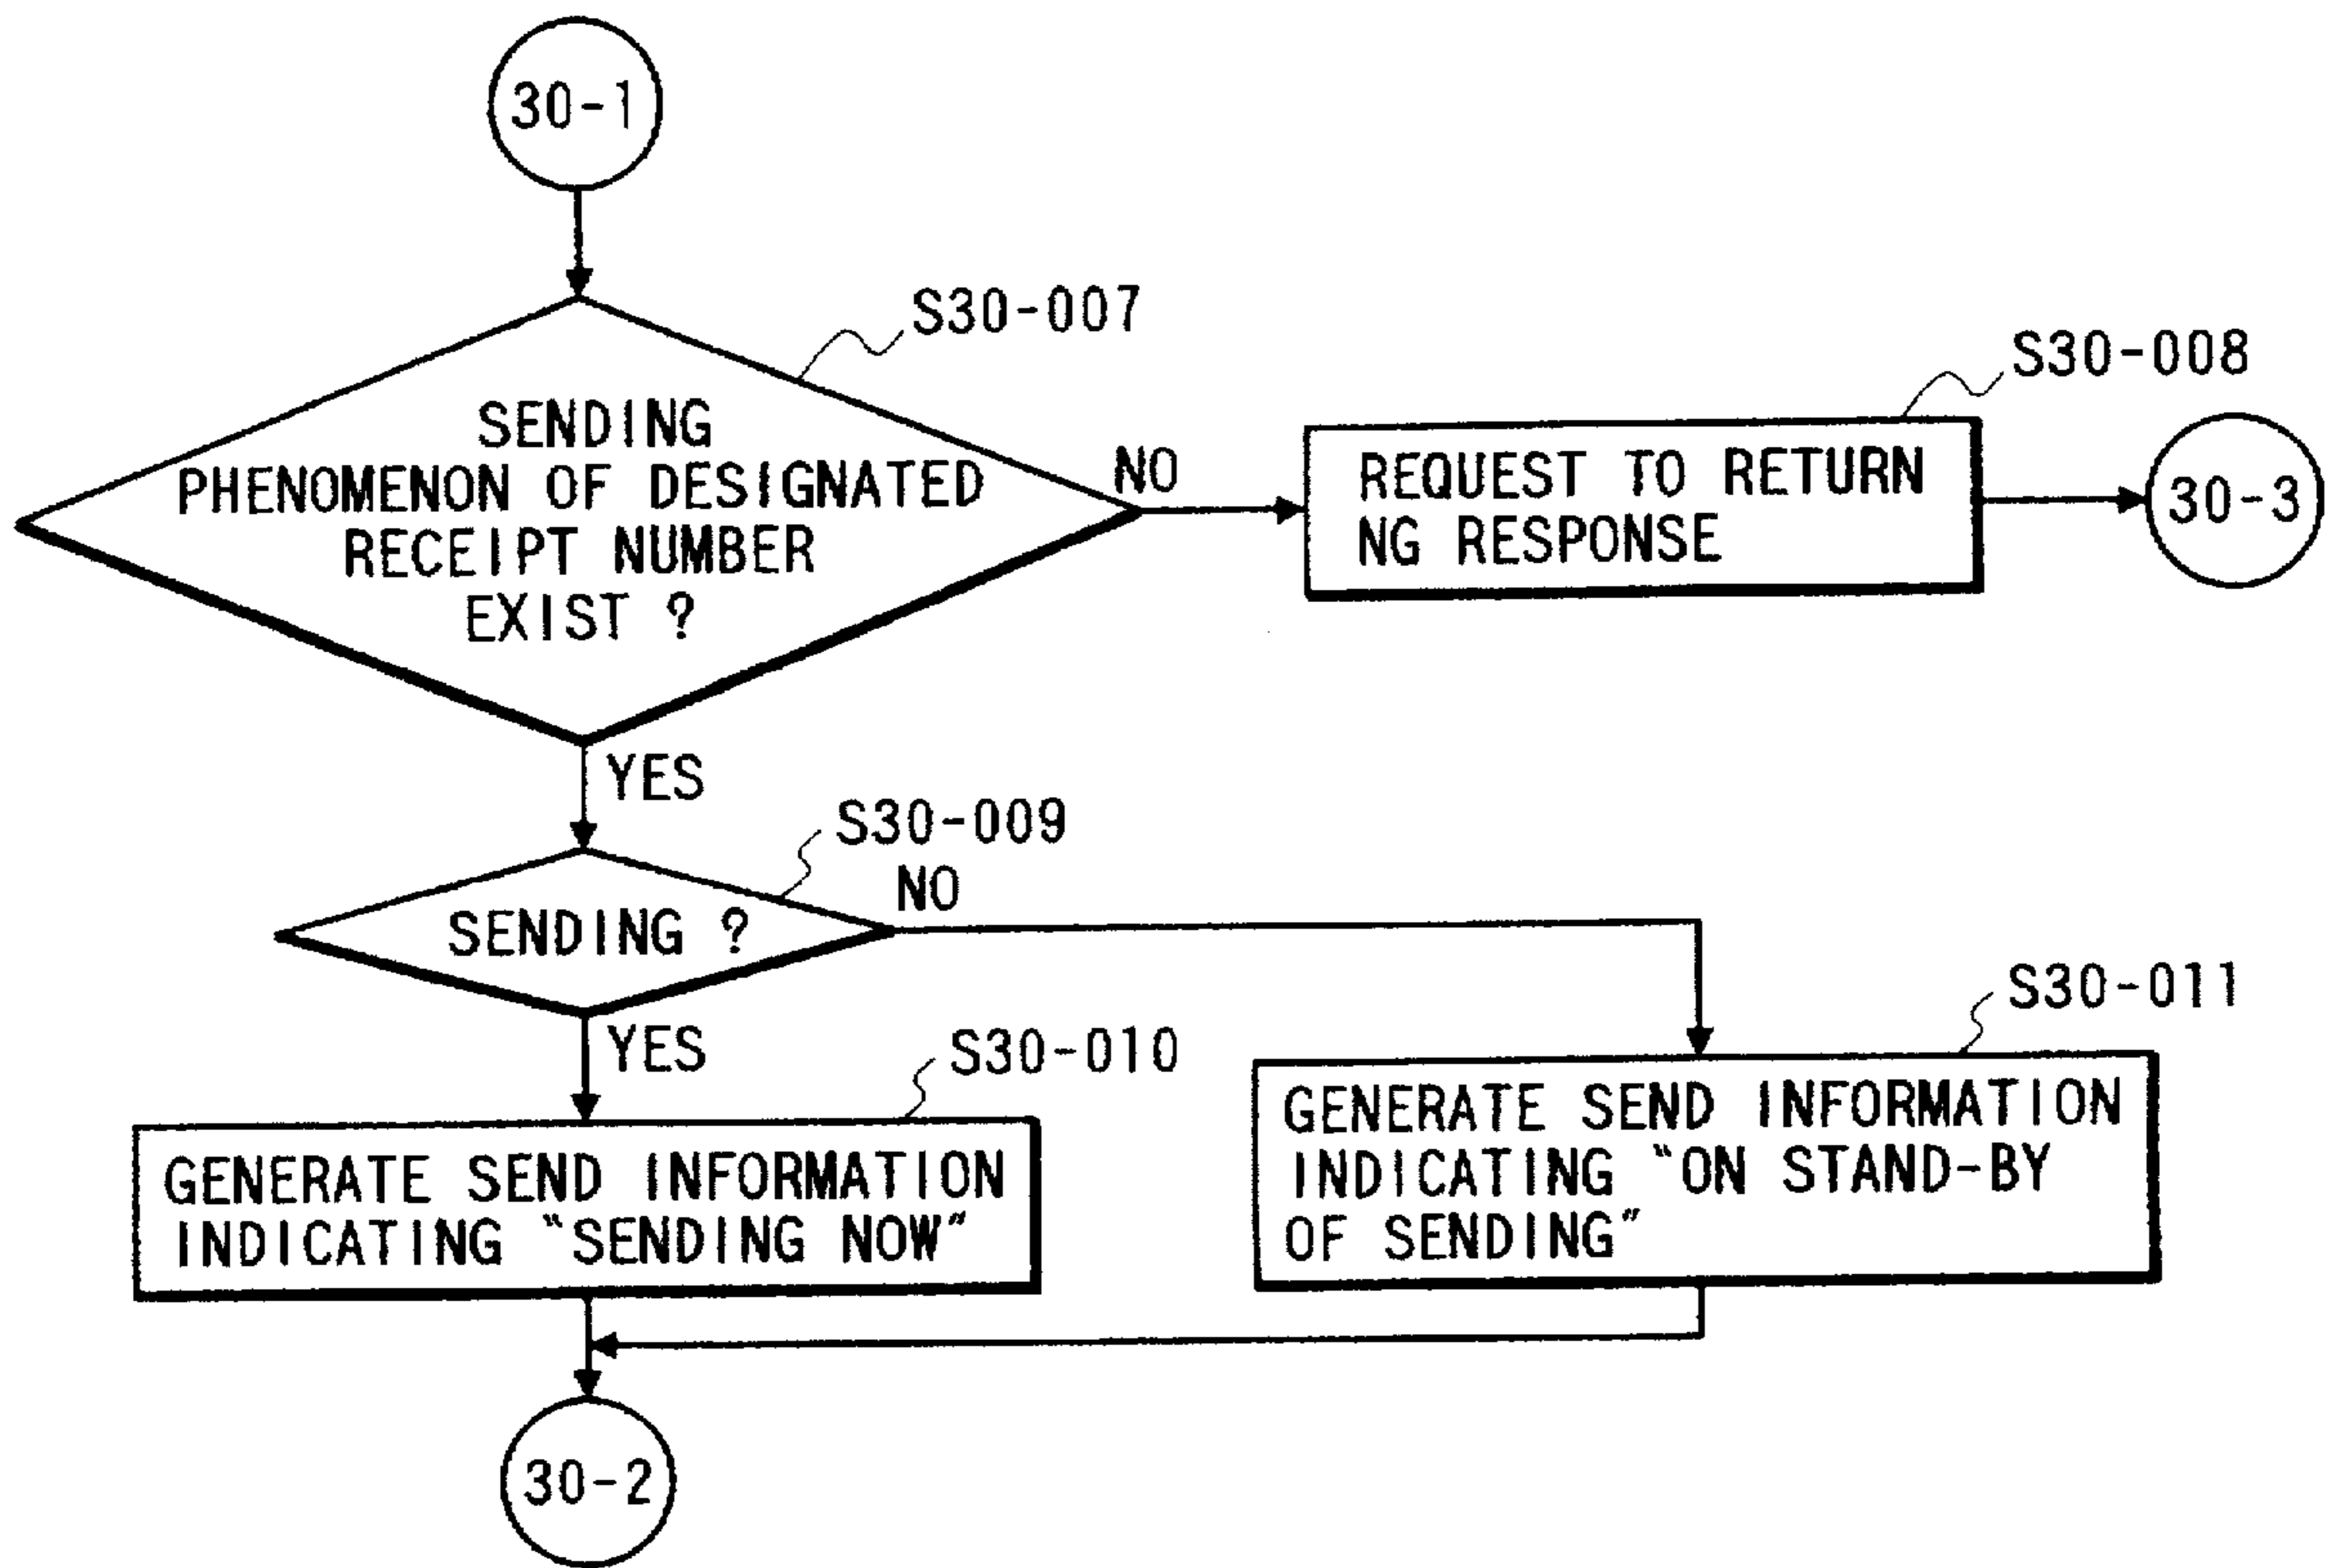 30-1
S30-007
SENDING
PHENOMENON OF DESIGNATED
RECEIPT NUMBER
EXIST ?
NO
S30-008
REQUEST TO RETURN
NG RESPONSE
30-3
YES
S30-009
SENDING ?
NO
YES
S30-010
GENERATE SEND INFORMATION
INDICATING "SENDING NOW"
S30-011
GENERATE SEND INFORMATION
INDICATING "ON STAND-BY
OF SENDING"
30-2